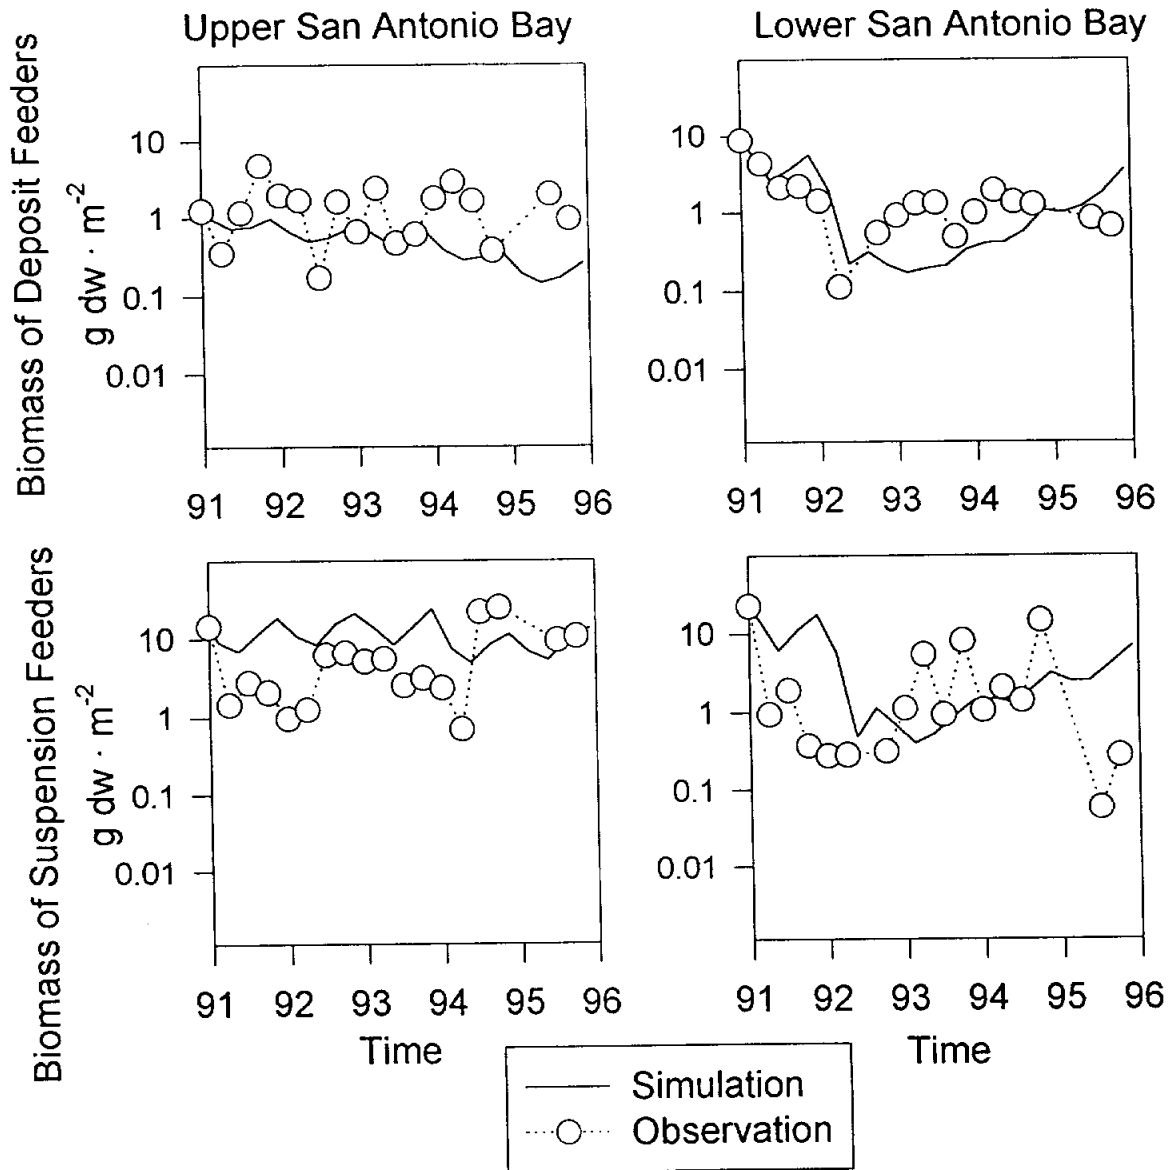 Upper San Antonio Bay
Lower San Antonio Bay
Biomass of Deposit Feeders
g dw · m-2
10
1
0.1
0.01
91 92 93 94 95 96
10
1
0.1
0.01
91 92 93 94 95 96
Biomass of Suspension Feeders
g dw · m-2
10
1
0.1
0.01
91 92 93 94 95 96
Time
10
1
0.1
0.01
91 92 93 94 95 96
Time
Simulation
Observation